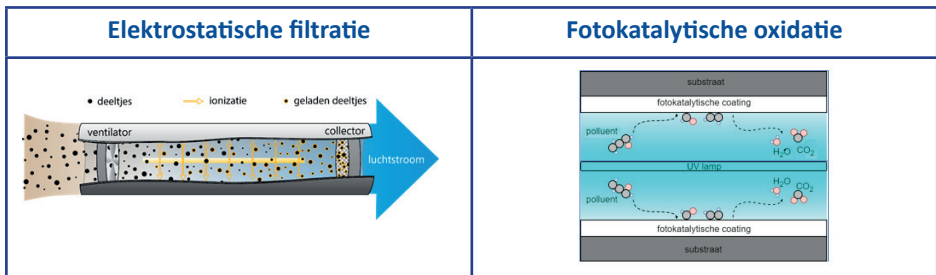 Elektrostatische filtratie
Fotokatalytische oxidatie
deeltjes
ionizatie
geladen deeltjes
ventilator
collector
luchtstroom
substraat
fotokatalytische coating
polluent
H₂O
CO₂
UV lamp
polluent
H₂O
CO₂
fotokatalytische coating
substraat